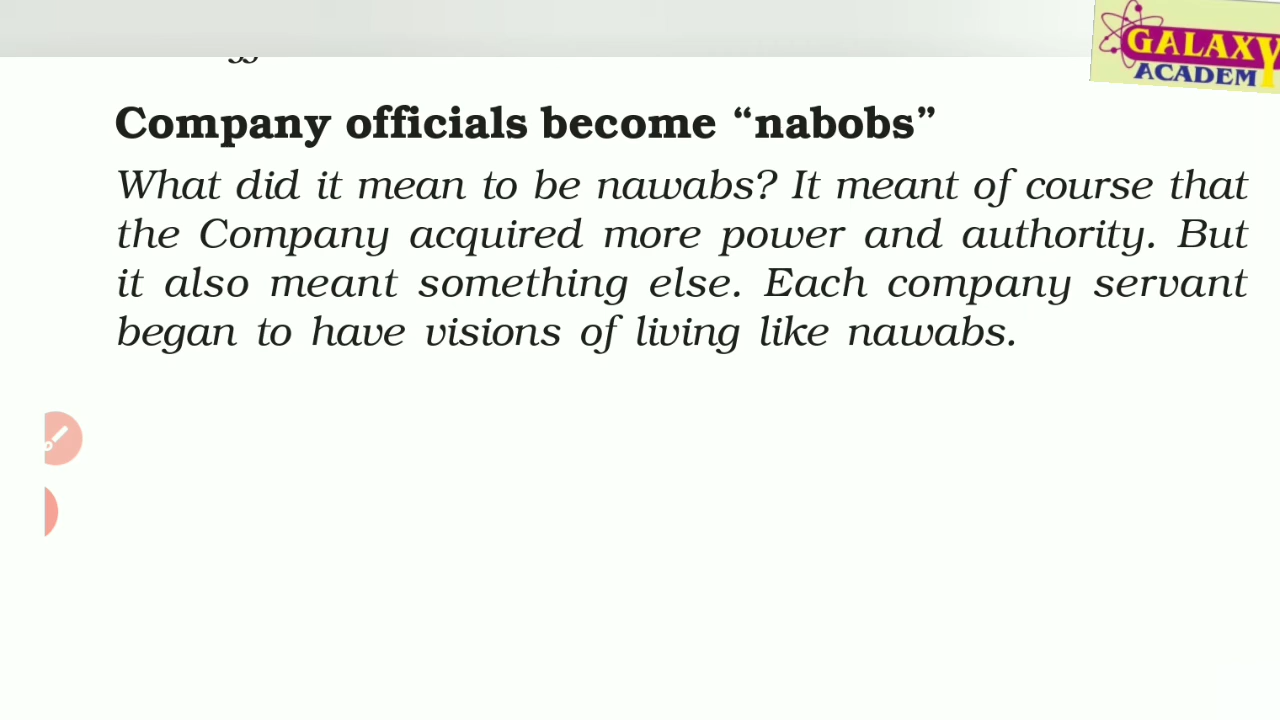 GALAXY
ACADEMY
Company officials become “nabobs”
What did it mean to be nawabs? It meant of course that
the Company acquired more power and authority. But
it also meant something else. Each company servant
began to have visions of living like nawabs.